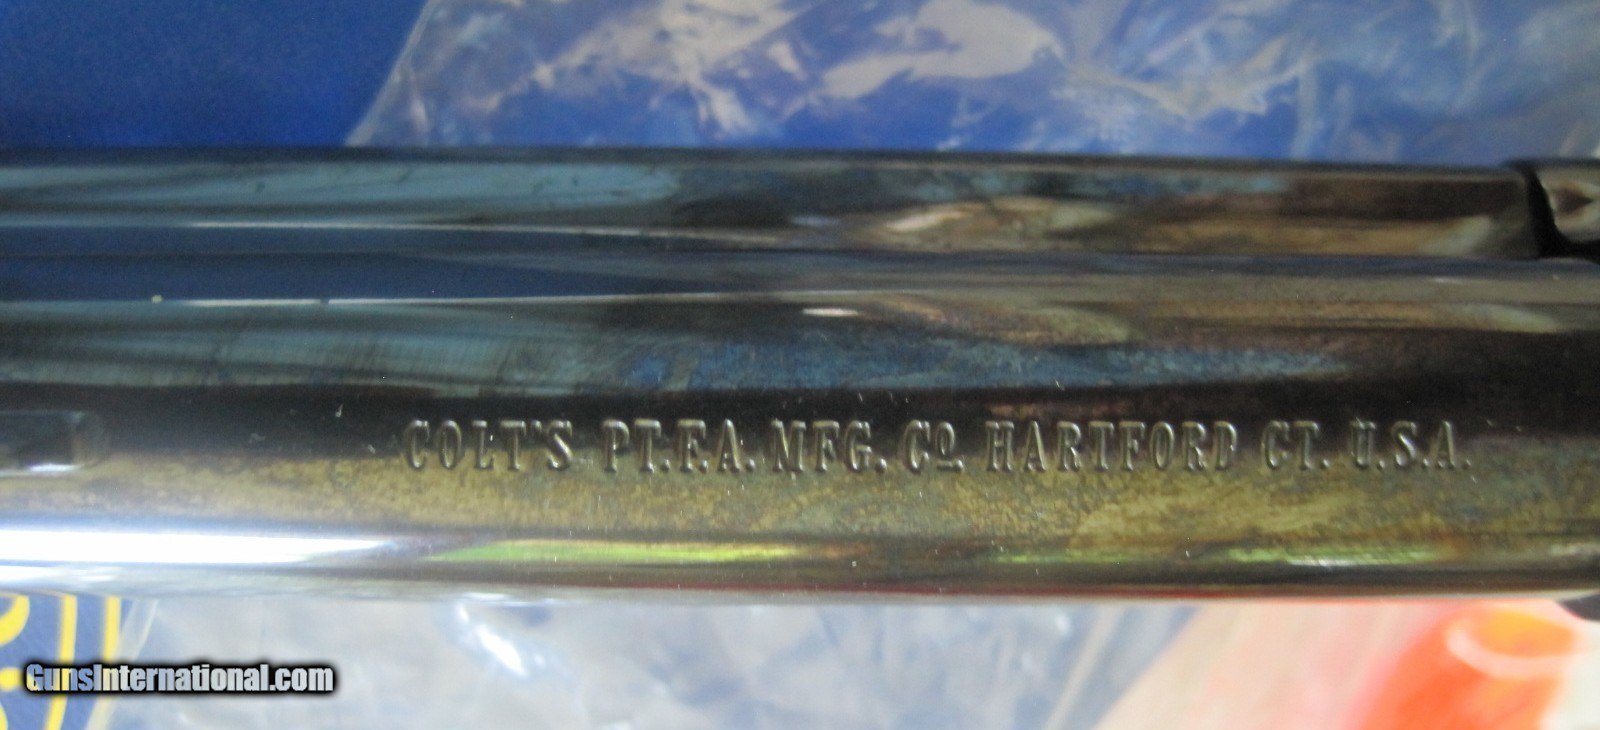 COLT'S PT.F.A. MFG. Co HARTFORD CT. U.S.A.
GunsInternational.com